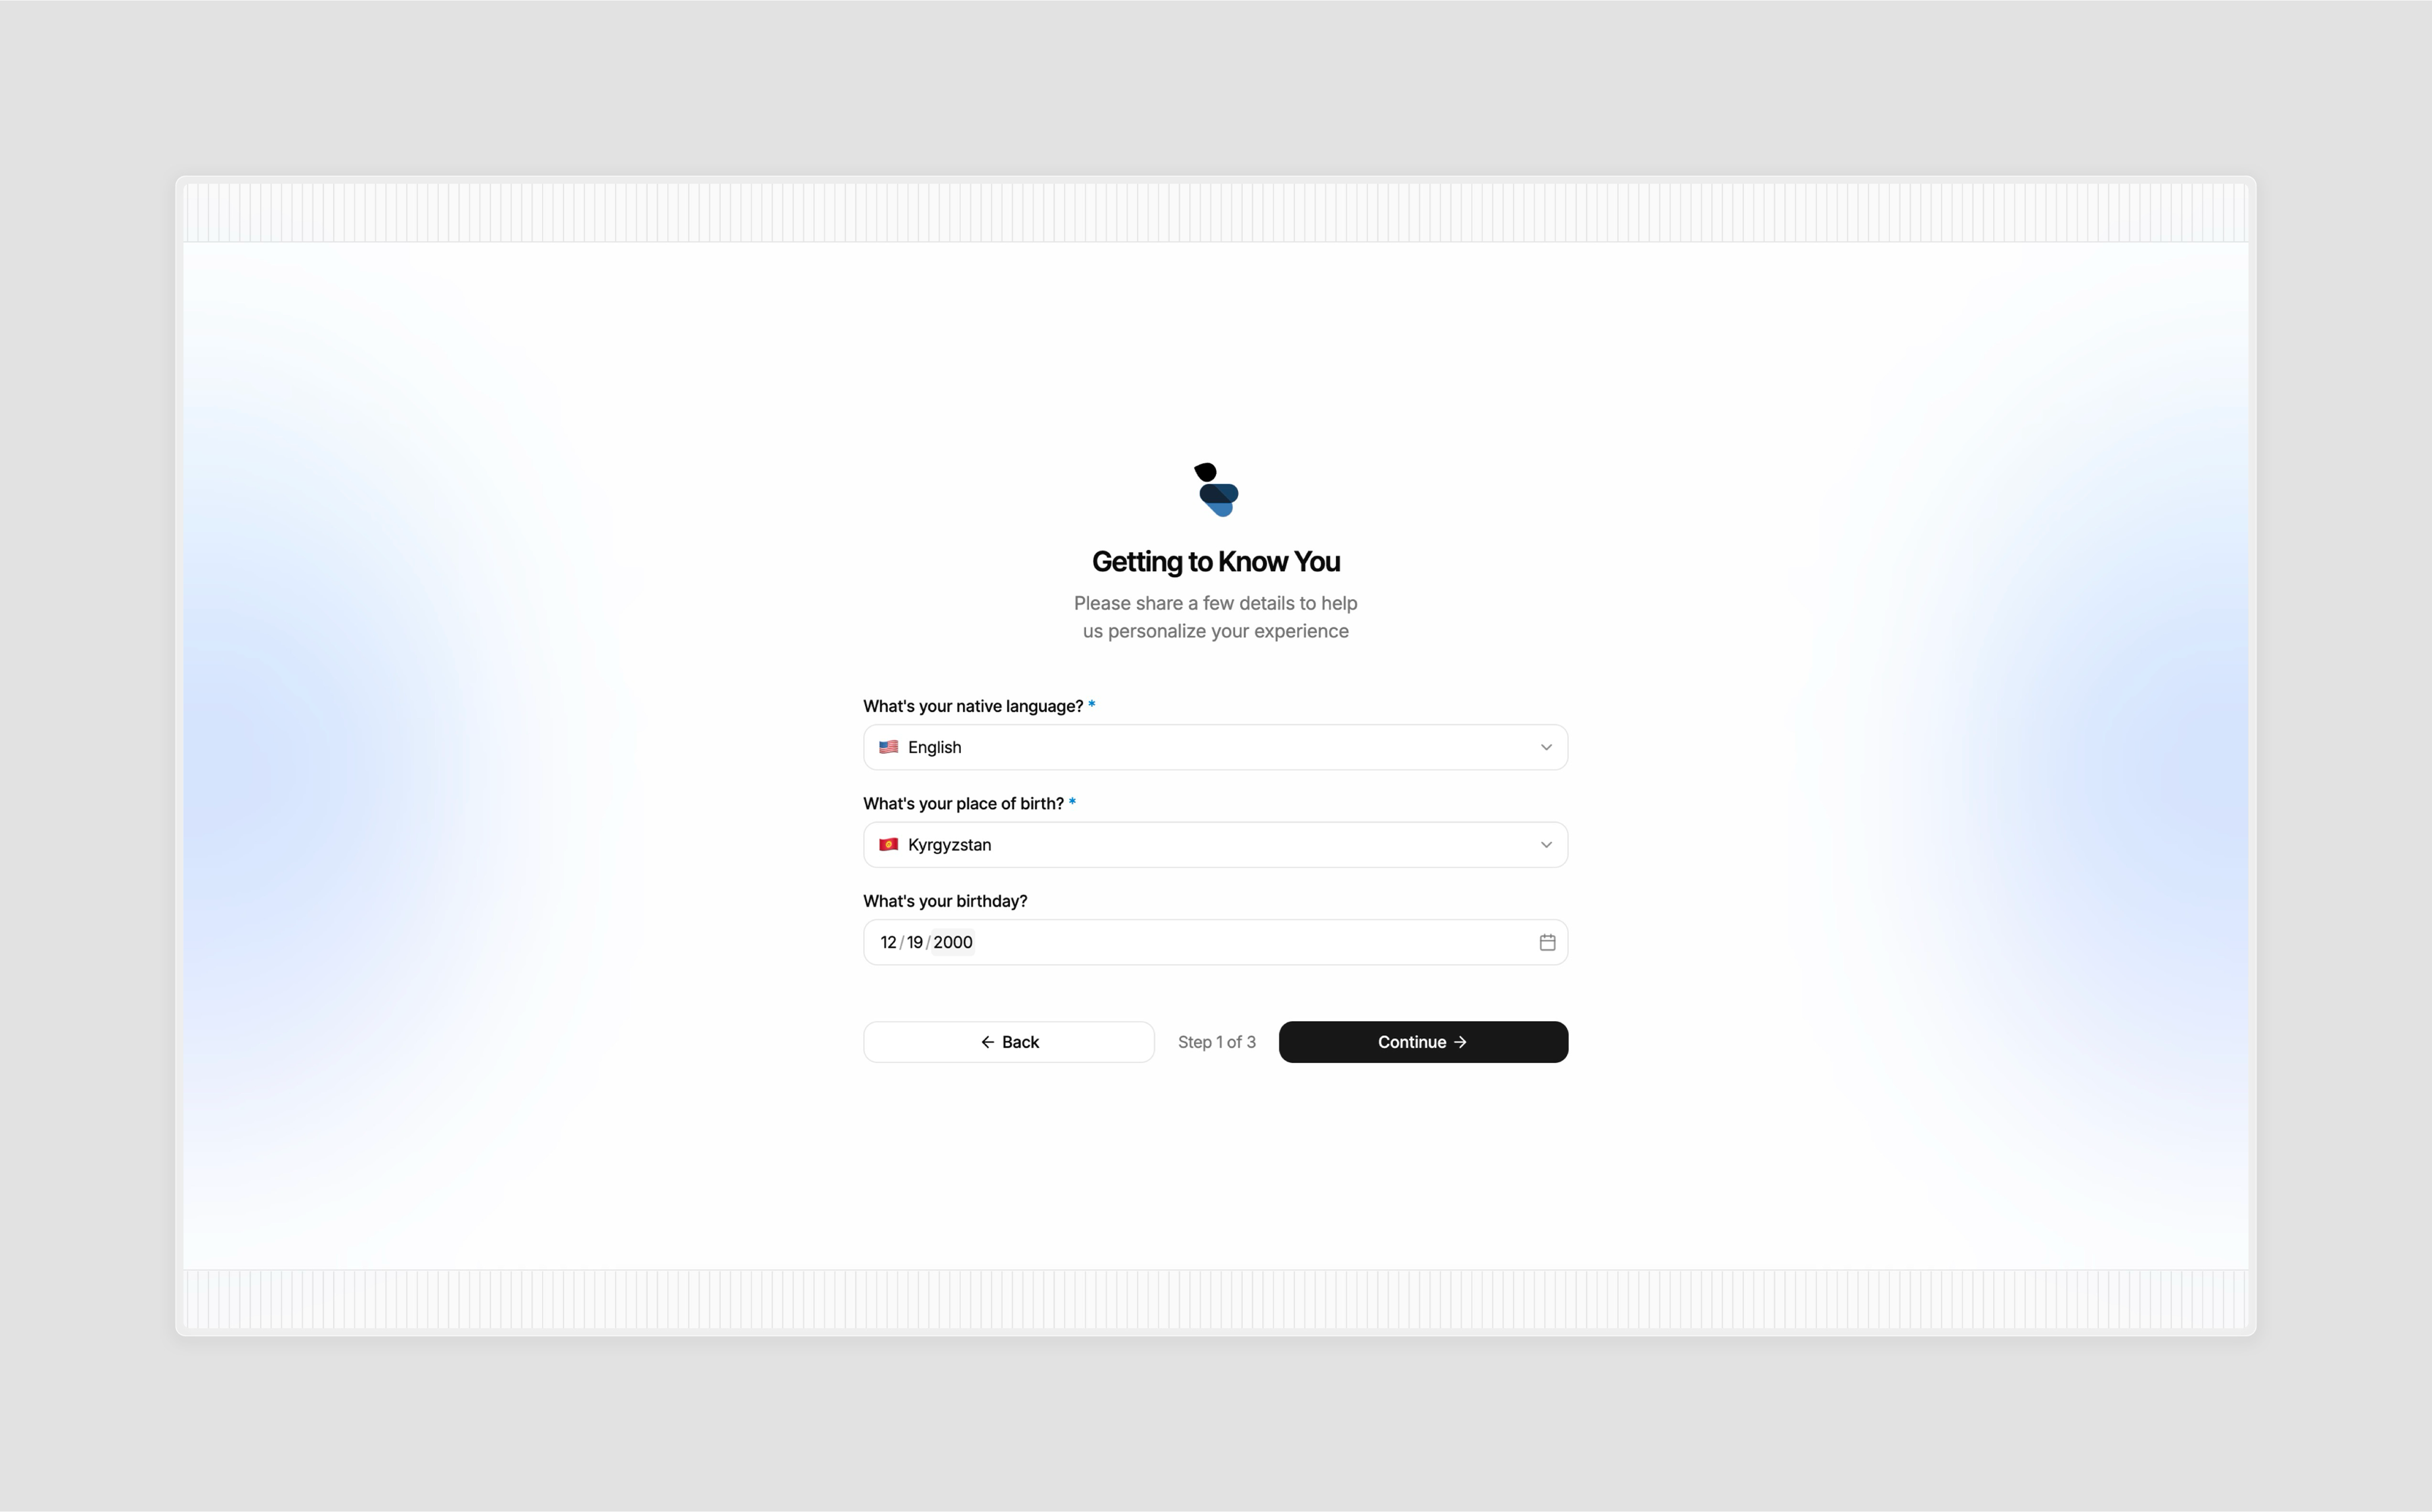 Getting to Know You
Please share a few details to help
us personalize your experience
What's your native language? *
English
What's your place of birth? *
Kyrgyzstan
What's your birthday?
12/19/2000
← Back
Step 1 of 3
Continue →